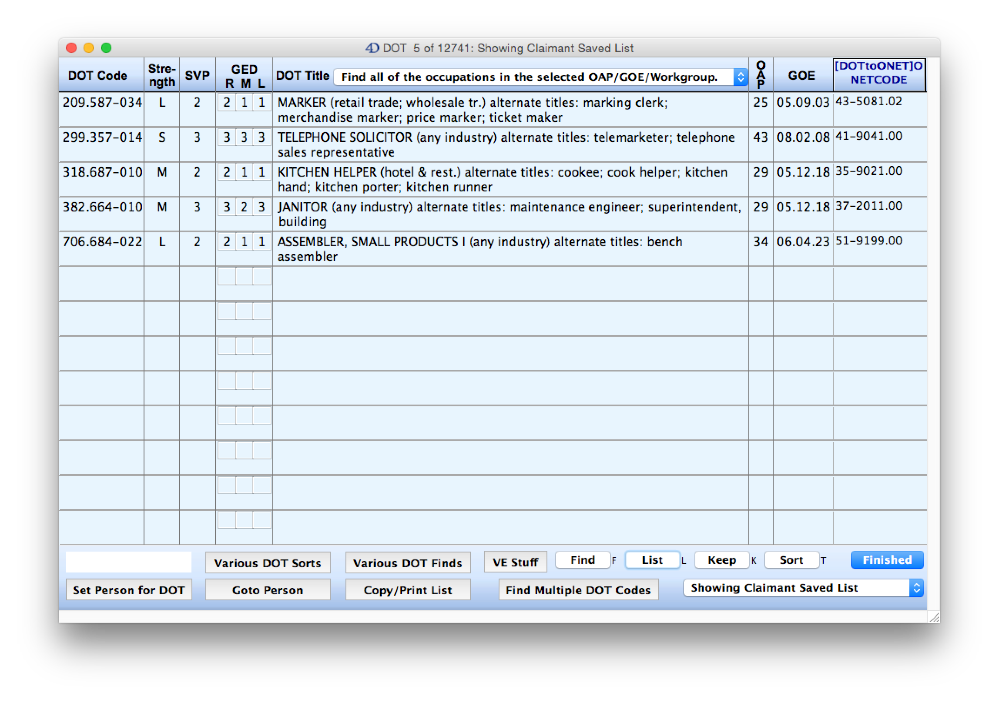 4D DOT  5 of 12741: Showing Claimant Saved List
DOT Code
Stre-
ngth
SVP
GED
R M L
DOT Title
Find all of the occupations in the selected OAP/GOE/Workgroup.
O
A
P
GOE
[DOTtoONET]O
NETCODE
209.587-034 L 2 2 1 1 MARKER (retail trade; wholesale tr.) alternate titles: marking clerk; 25 05.09.03 43-5081.02
merchandise marker; price marker; ticket maker
299.357-014 S 3 3 3 3 TELEPHONE SOLICITOR (any industry) alternate titles: telemarketer; telephone 43 08.02.08 41-9041.00
sales representative
318.687-010 M 2 2 1 1 KITCHEN HELPER (hotel & rest.) alternate titles: cookee; cook helper; kitchen 29 05.12.18 35-9021.00
hand; kitchen porter; kitchen runner
382.664-010 M 3 3 2 3 JANITOR (any industry) alternate titles: maintenance engineer; superintendent, 29 05.12.18 37-2011.00
building
706.684-022 L 2 2 1 1 ASSEMBLER, SMALL PRODUCTS I (any industry) alternate titles: bench 34 06.04.23 51-9199.00
assembler
Various DOT Sorts Various DOT Finds VE Stuff Find F List L Keep K Sort T Finished
Set Person for DOT Goto Person Copy/Print List Find Multiple DOT Codes Showing Claimant Saved List